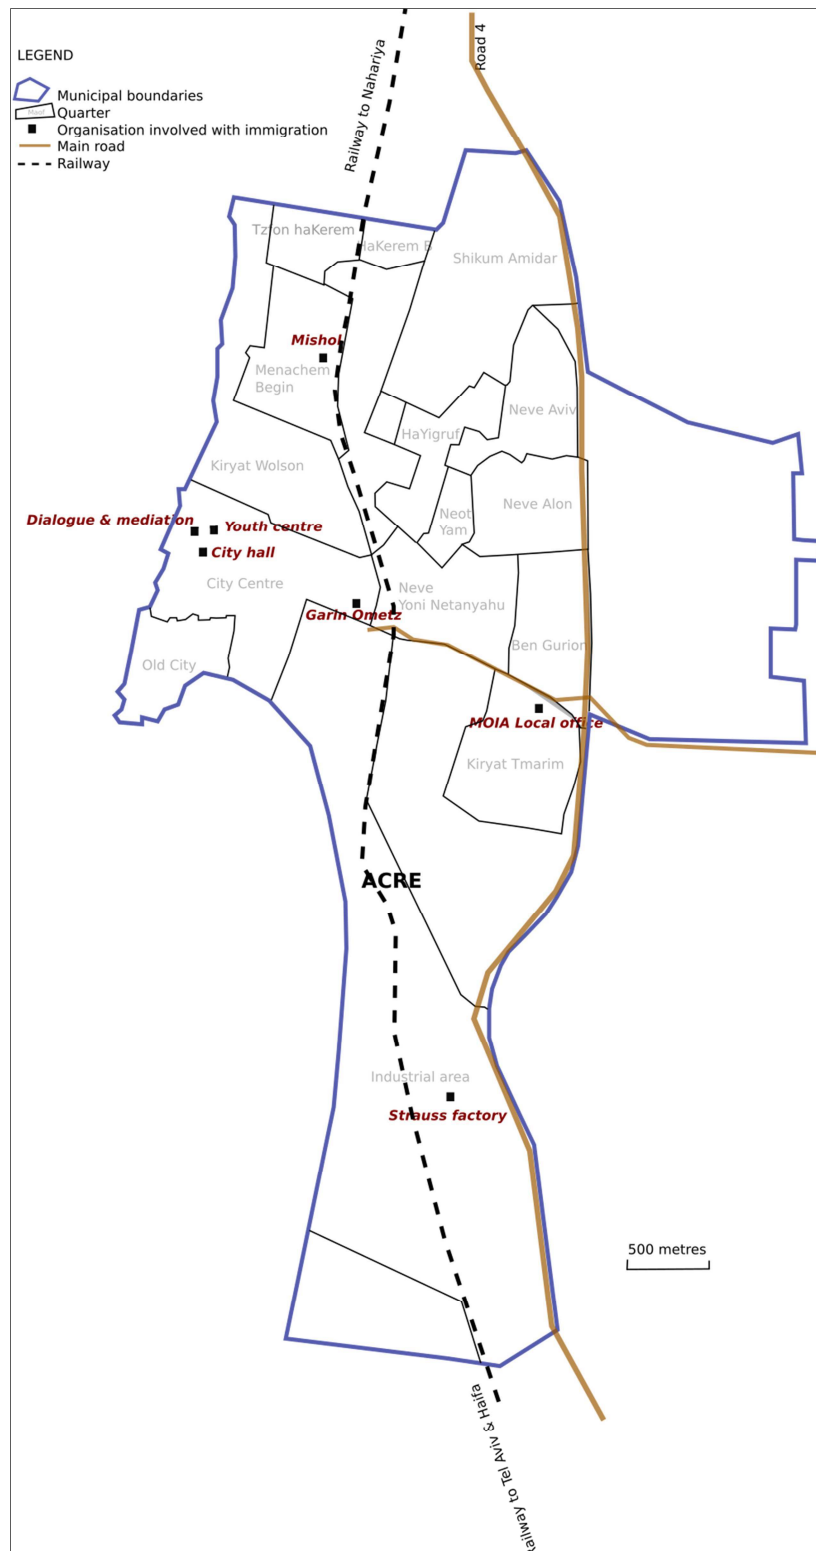 Road 4
Railway to Nahariya
LEGEND
Municipal boundaries
Quarter
Organisation involved with immigration
Main road
Railway
Tzfon haKerem
HaKerem B
Shikum Amidar
Mishol
Menachem
Begin
Neve Aviv
HaYigruf
Kiryat Wolson
Neve Alon
Neot
Yam
Dialogue & mediation
Youth centre
City hall
City Centre
Neve
Yoni Netanyahu
Garin Ometz
Ben Gurion
Old City
MOIA Local office
Kiryat Tmarim
ACRE
Industrial area
Strauss factory
500 metres
Railway to Tel Aviv & Haifa